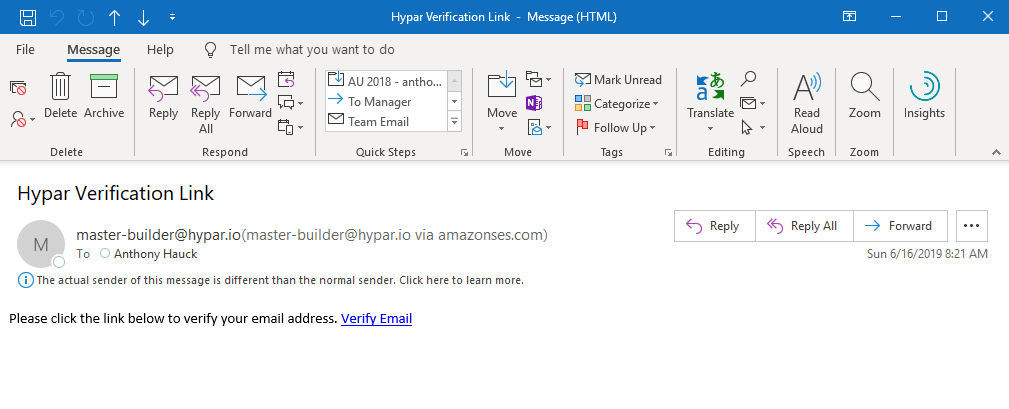 Hypar Verification Link - Message (HTML)
File Message Help Tell me what you want to do
Delete Archive Reply Reply All Forward
AU 2018 - antho...
To Manager
Team Email
Move
Mark Unread
Categorize
Follow Up
Translate
Read Aloud
Zoom
Insights
Delete Respond Quick Steps Move Tags Editing Speech Zoom
Hypar Verification Link
M
master-builder@hypar.io(master-builder@hypar.io via amazonses.com)
To Anthony Hauck
Reply Reply All Forward ...
Sun 6/16/2019 8:21 AM
The actual sender of this message is different than the normal sender. Click here to learn more.
Please click the link below to verify your email address. Verify Email